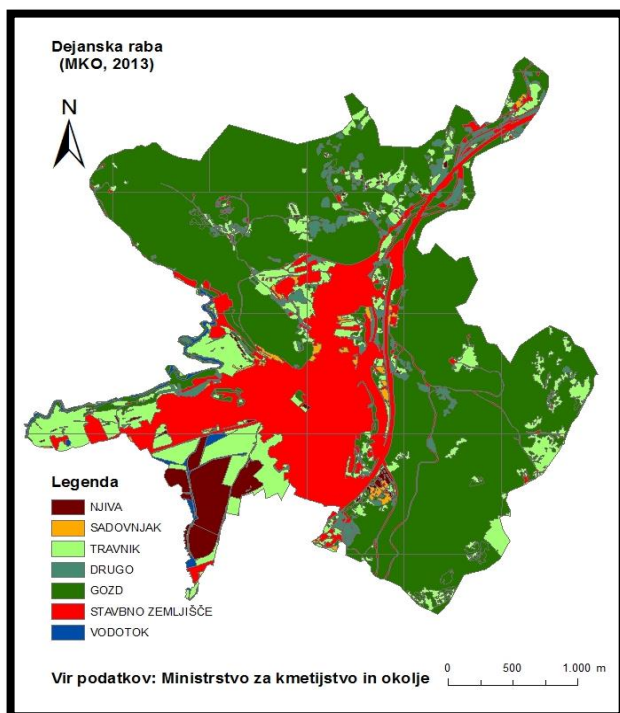 Dejanska raba
(MKO, 2013)
N
Legenda
NJIVA
SADOVNJAK
TRAVNIK
DRUGO
GOZD
STAVBNO ZEMLJIŠČE
VODOTOK
Vir podatkov: Ministrstvo za kmetijstvo in okolje
0 500 1.000 m